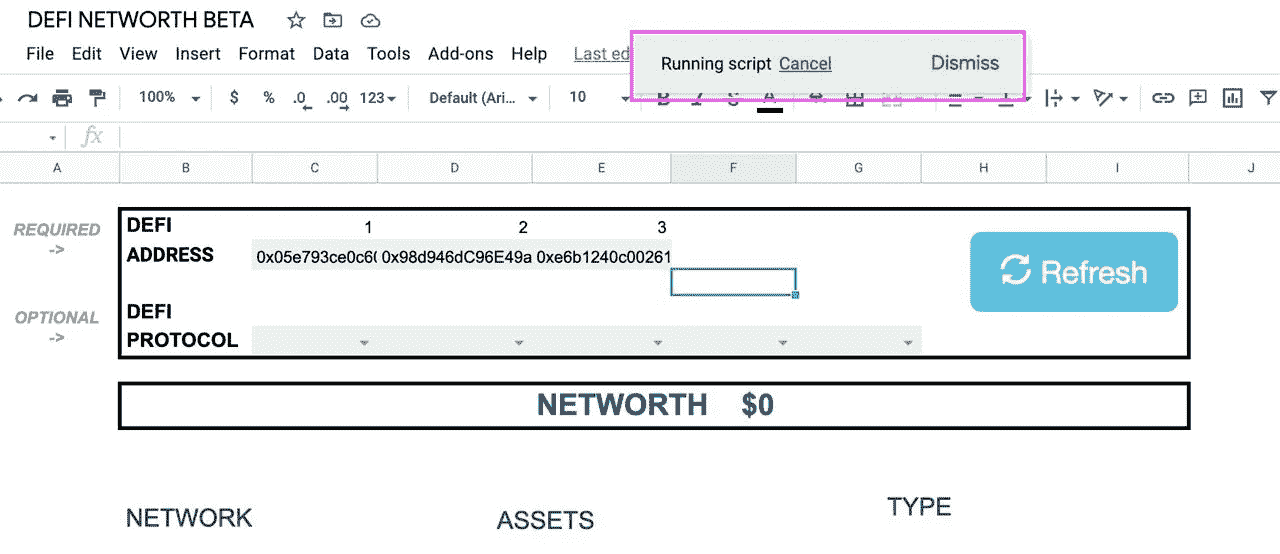 DEFI NETWORTH BETA
File Edit View Insert Format Data Tools Add-ons Help Last ed
Running script Cancel Dismiss
100% $ % .0 .00 123 Default (Ari... 10 B I S A
fx
A B C D E F G H I J
REQUIRED
->
DEFI 1 2 3
ADDRESS 0x05e793ce0c6( 0x98d946dC96E49a 0xe6b1240c00261
Refresh
OPTIONAL
->
DEFI
PROTOCOL
NETWORTH $0
NETWORK ASSETS TYPE